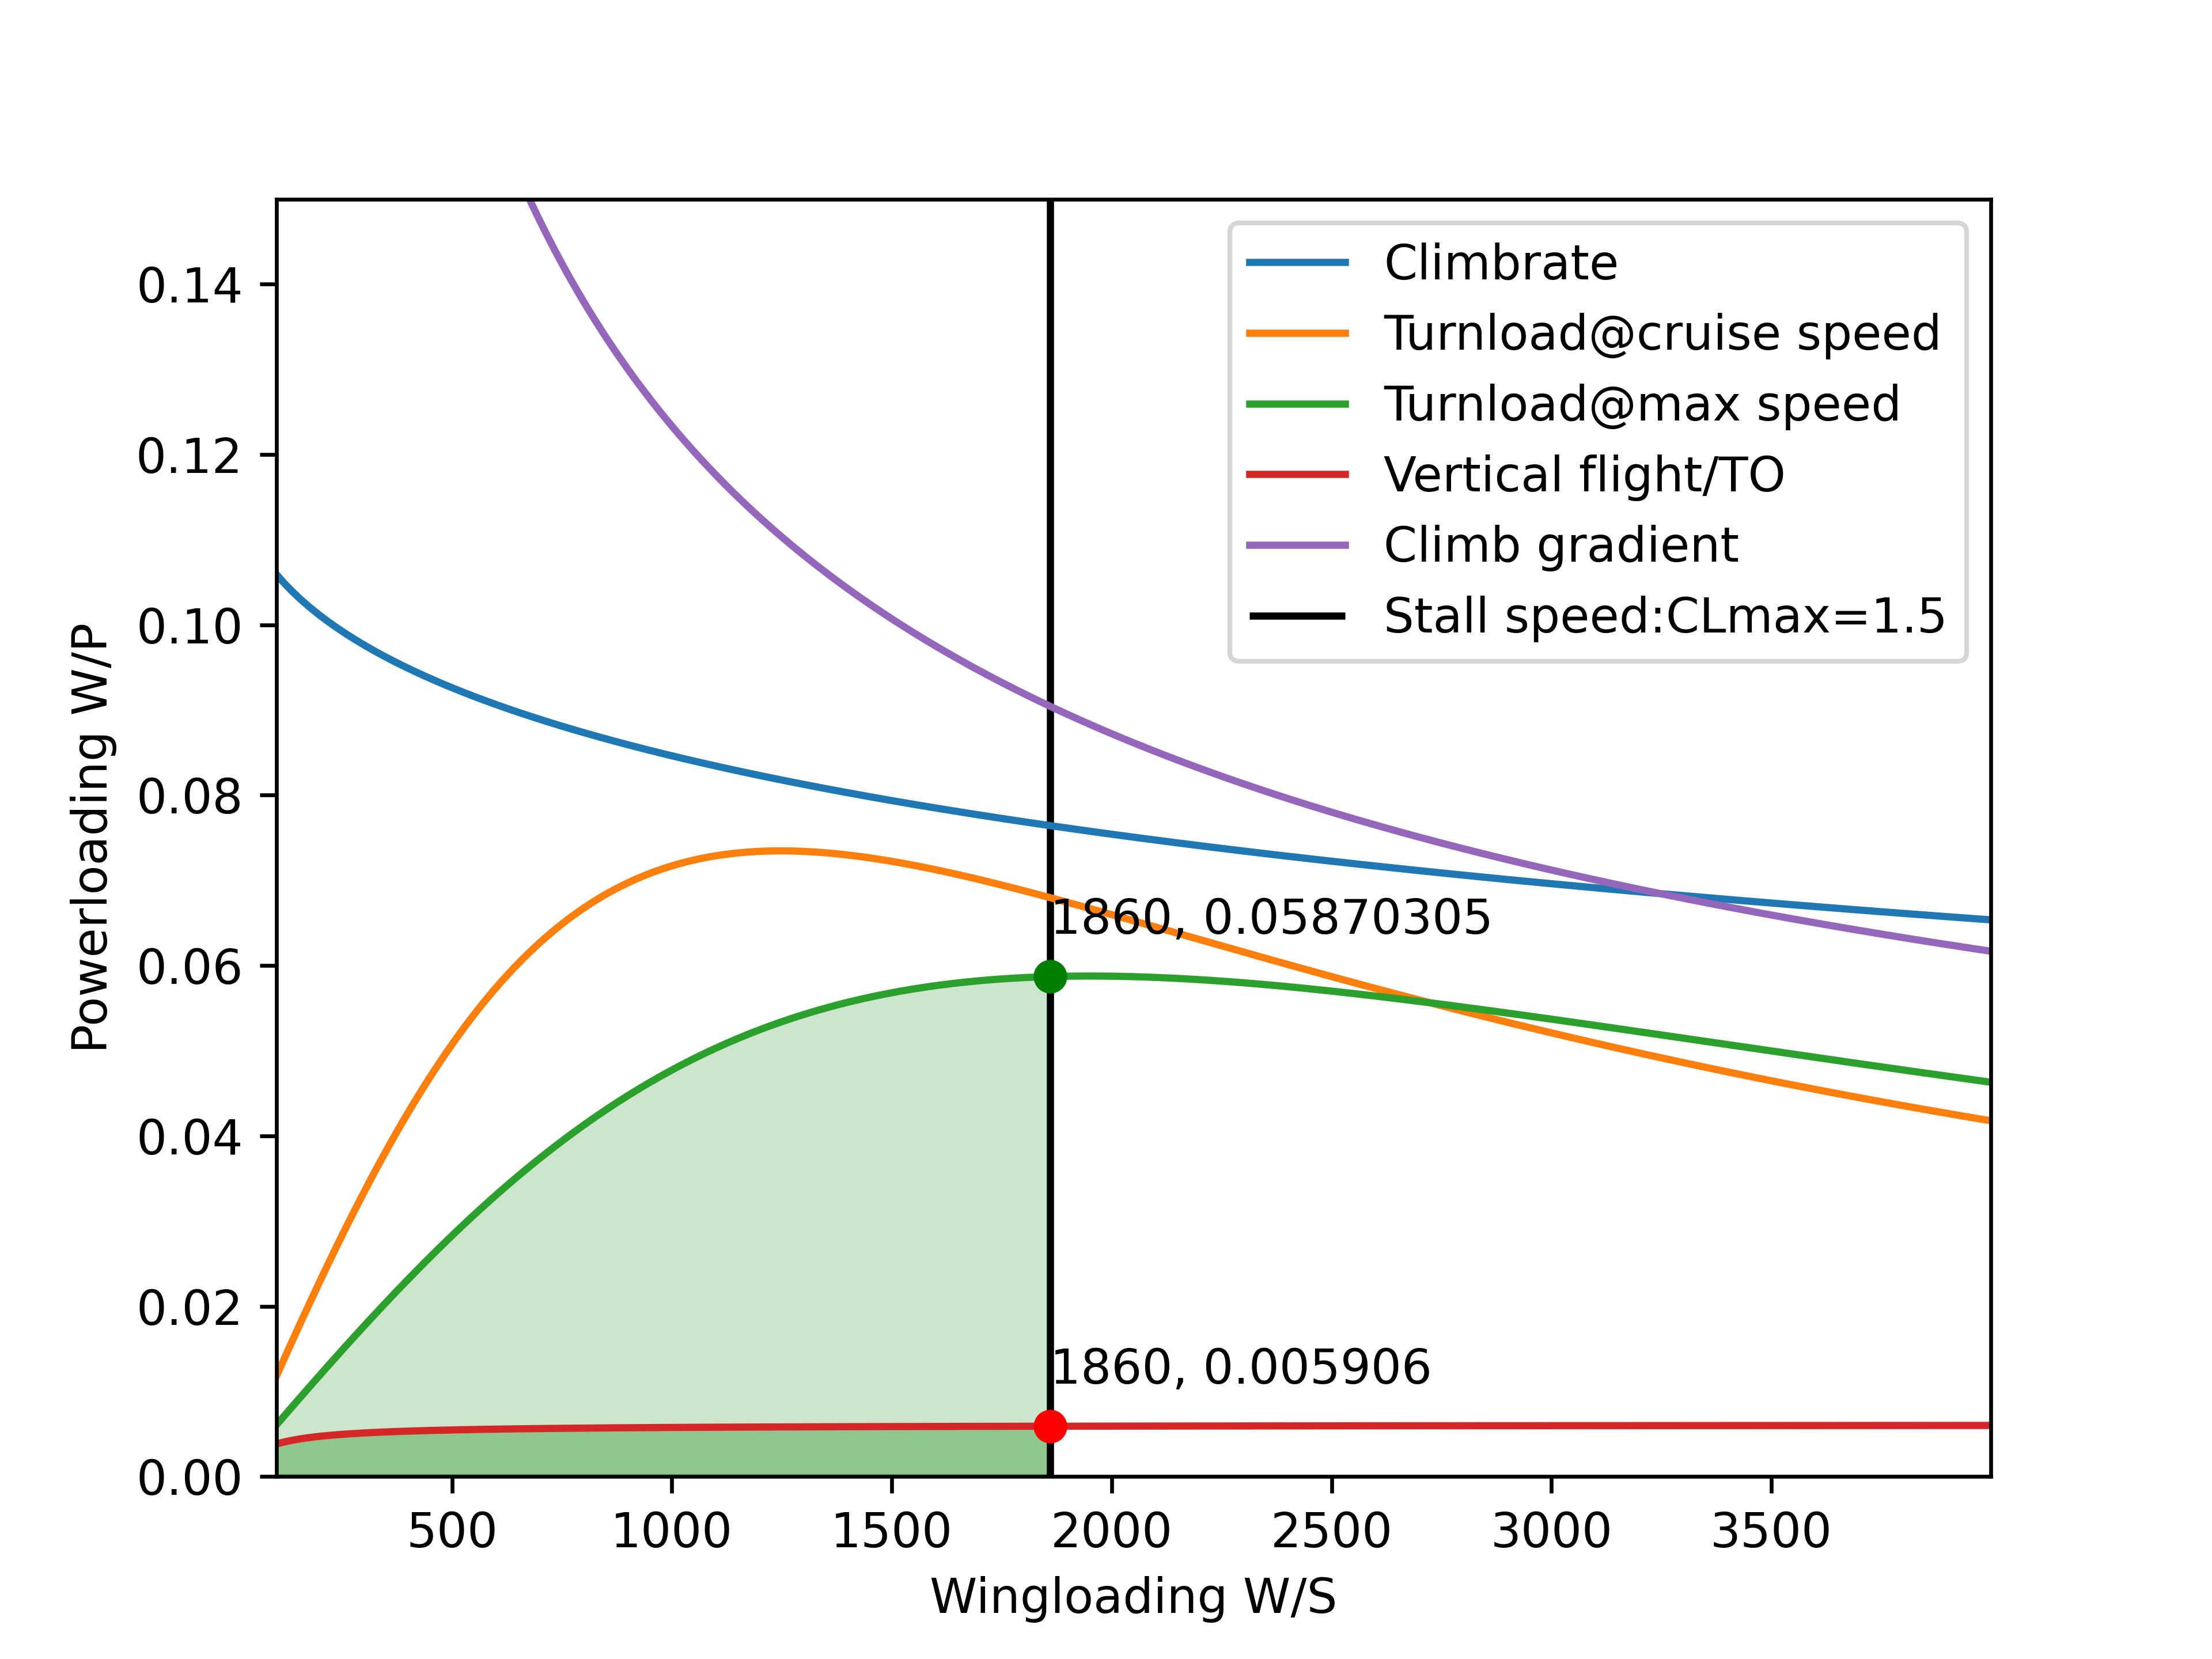 0.14
0.12
0.10
0.08
0.06
0.04
0.02
0.00
Powerloading W/P
Climbrate
Turnload@cruise speed
Turnload@max speed
Vertical flight/TO
Climb gradient
Stall speed:CLmax=1.5
1860, 0.05870305
1860, 0.005906
500 1000 1500 2000 2500 3000 3500
Wingloading W/S